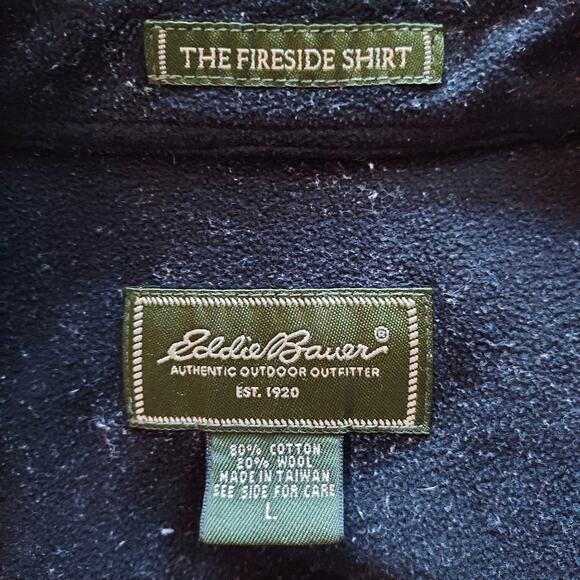 THE FIRESIDE SHIRT
Eddie Bauer®
AUTHENTIC OUTDOOR OUTFITTER
EST. 1920
80% COTTON
20% WOOL
MADE IN TAIWAN
SEE SIDE FOR CARE
L